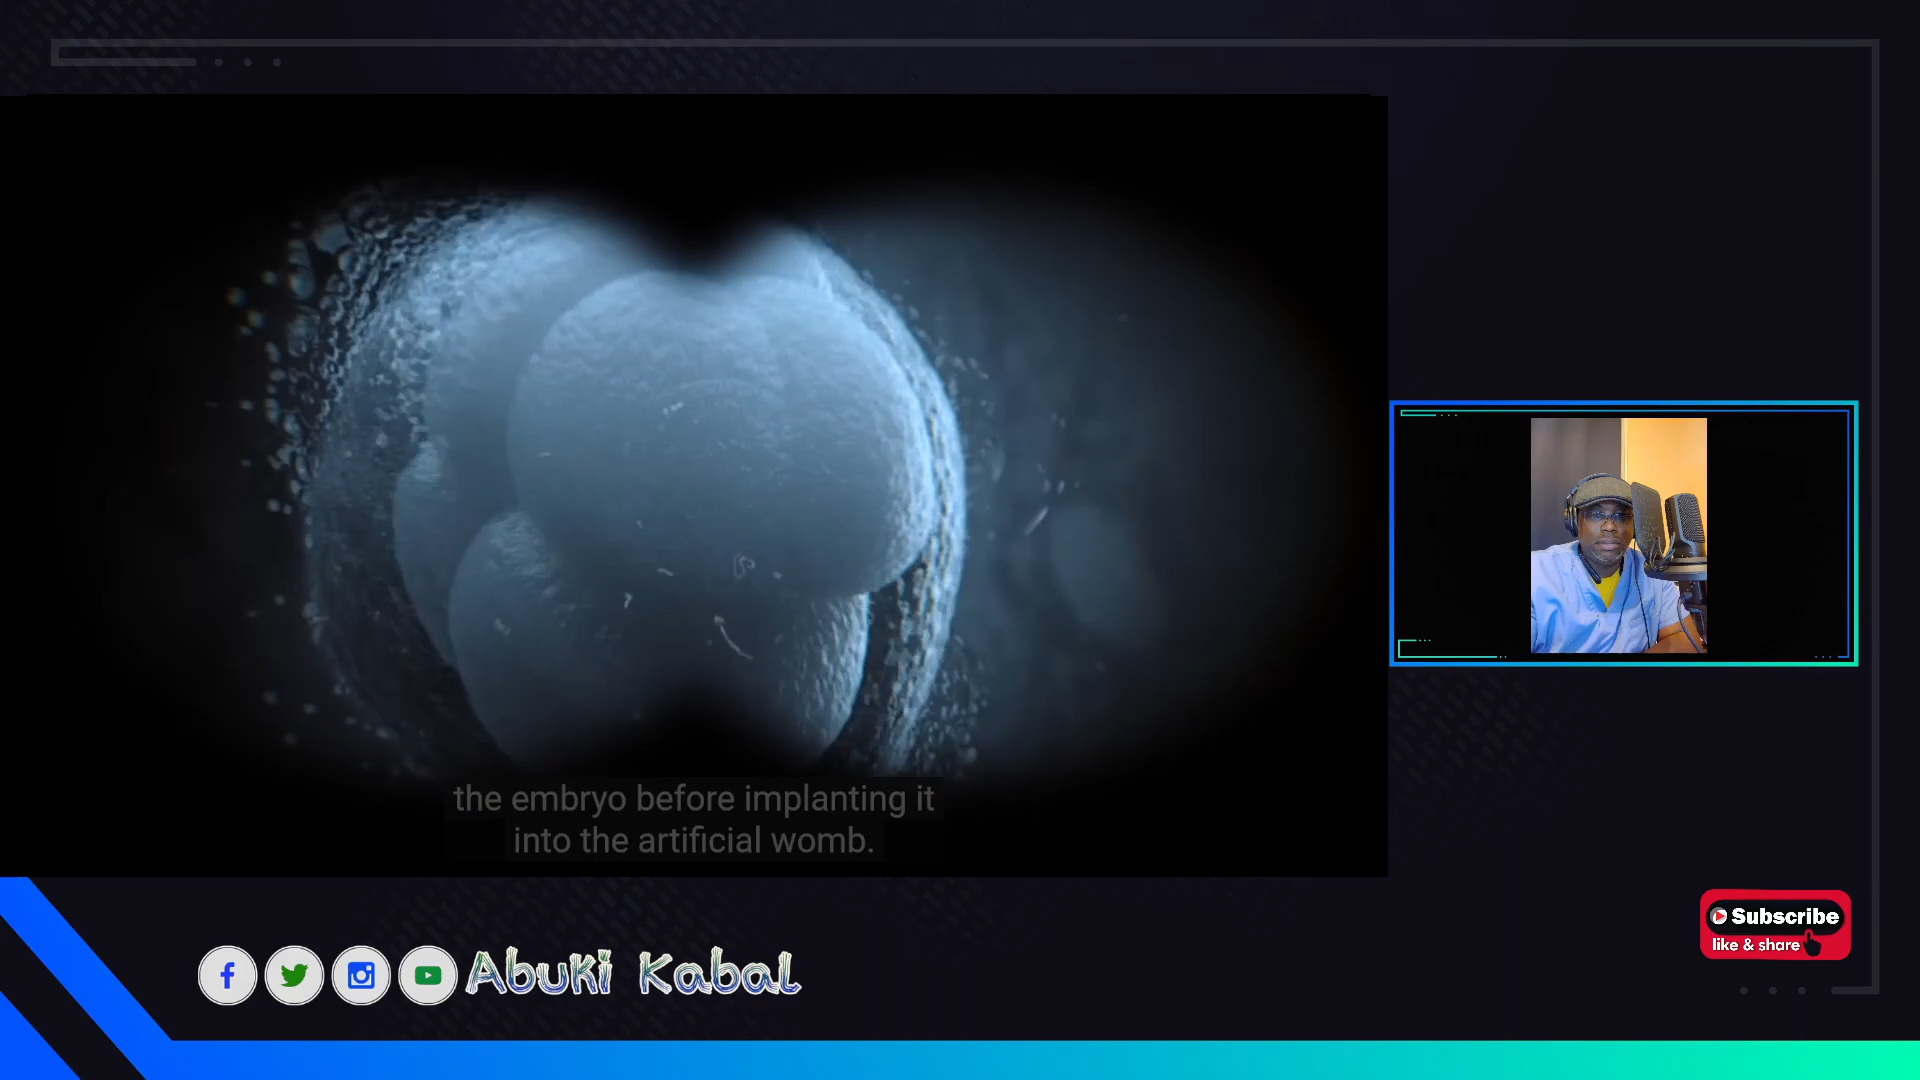 the embryo before implanting it
into the artificial womb.
Subscribe
like & share
Abuki Kabal